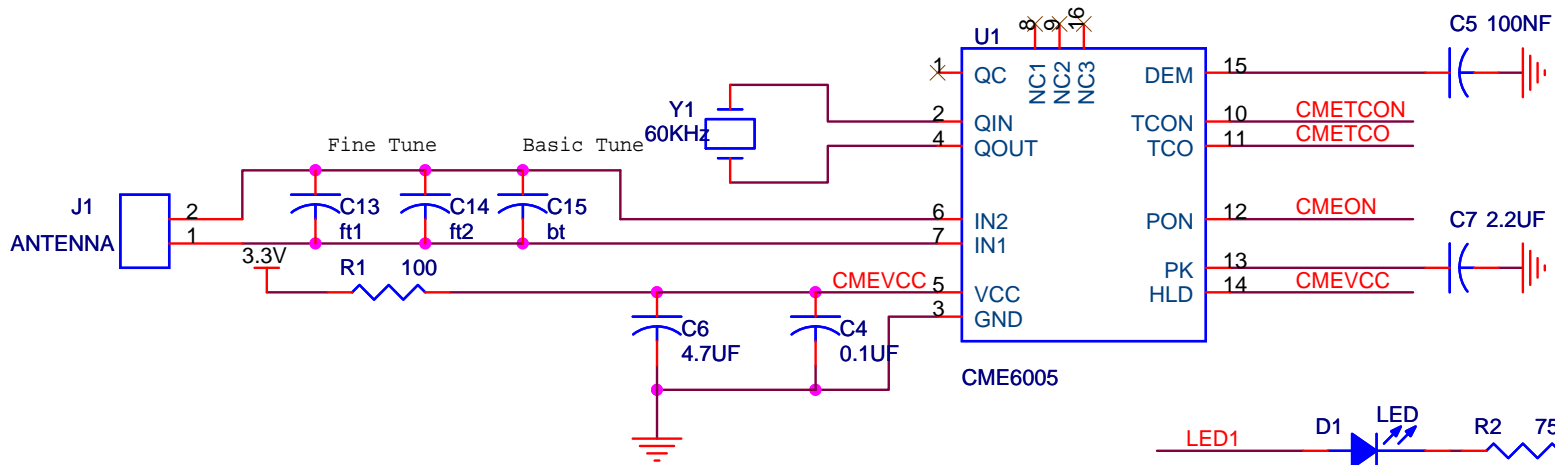 C5 100NF
U1
8
9
16
1
QC
NC1
NC2
NC3
DEM
15
Y1
60KHz
2
QIN
TCON
10
CMETCON
4
QOUT
TCO
11
CMETCO
Fine Tune
Basic Tune
J1
ANTENNA
2
1
C13
ft1
C14
ft2
C15
bt
6
IN2
7
IN1
PON
12
CMEON
C7 2.2UF
3.3V
R1
100
CMEVCC
5
VCC
3
GND
PK
13
HLD
14
CMEVCC
C6
4.7UF
C4
0.1UF
CME6005
LED1
D1
LED
R2
75